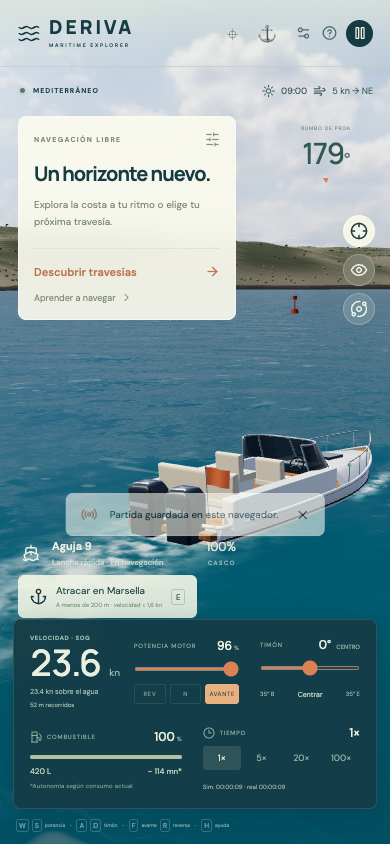 DERIVA
MARITIME EXPLORER
MEDITERRÁNEO
09:00 5 kn → NE
NAVEGACIÓN LIBRE
Un horizonte nuevo.
Explora la costa a tu ritmo o elige tu
próxima travesía.
Descubrir travesías →
Aprender a navegar
RUMBO DE PROA
179°
Partida guardada en este navegador.
Aguja 9
Lancha rápida · En navegación
100%
CASCO
Atracar en Marsella
A menos de 200 m · velocidad < 1,6 kn
E
VELOCIDAD · SOG
23.6 kn
23.4 kn sobre el agua
52 m recorridos
POTENCIA MOTOR 96 %
REV N AVANTE
TIMÓN 0° CENTRO
35° B Centrar 35° E
COMBUSTIBLE 100 %
420 L ~ 114 mn*
*Autonomía según consumo actual
TIEMPO 1×
1× 5× 20× 100×
Sim. 00:00:09 · real 00:00:09
W S potencia · A D timón · F avante R reversa · H ayuda